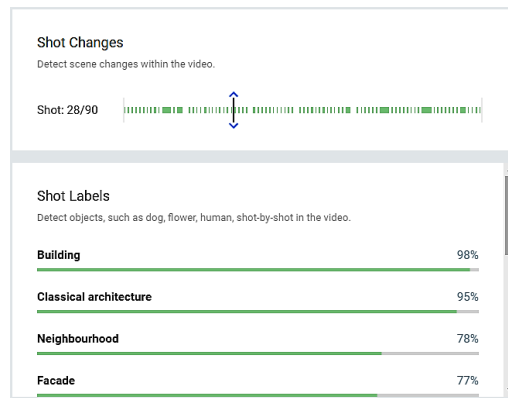 Shot Changes
Detect scene changes within the video.
Shot: 28/90
Shot Labels
Detect objects, such as dog, flower, human, shot-by-shot in the video.
Building 98%
Classical architecture 95%
Neighbourhood 78%
Facade 77%